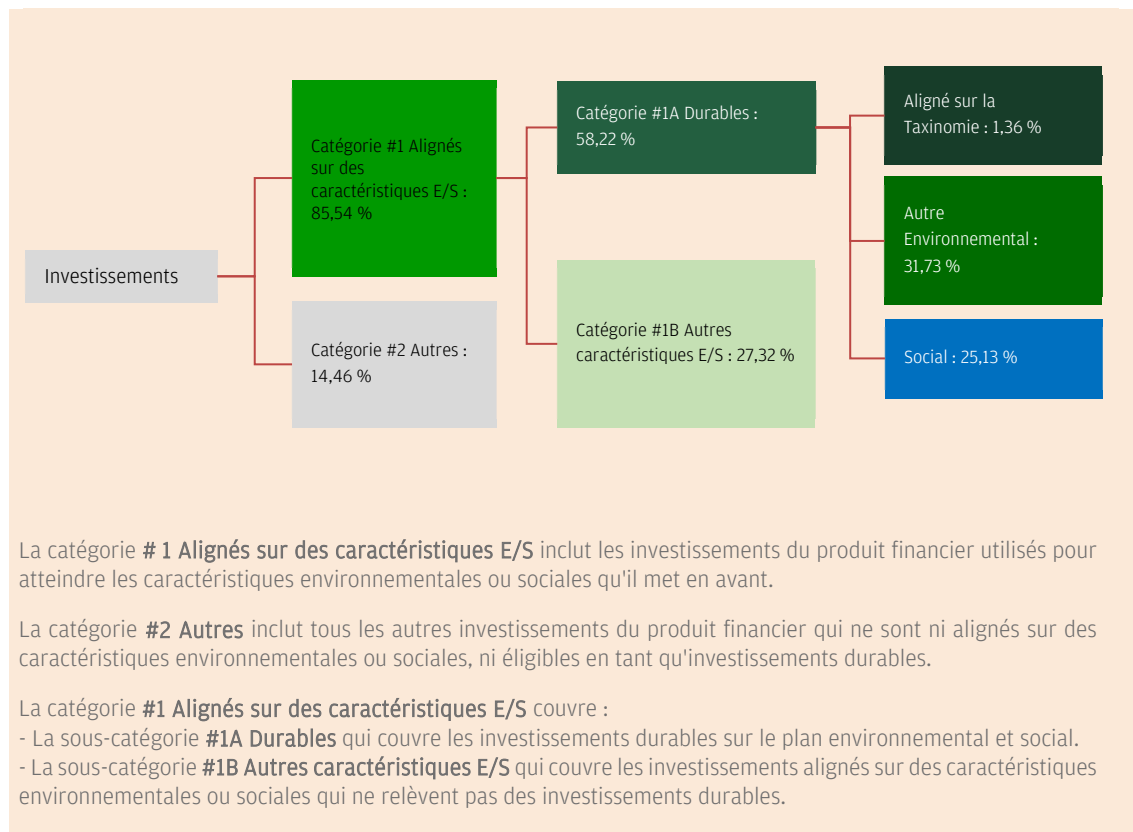 Investissements
Catégorie #1 Alignés
sur des
caractéristiques E/S :
85,54 %
Catégorie #2 Autres :
14,46 %
Catégorie #1A Durables :
58,22 %
Catégorie #1B Autres
caractéristiques E/S : 27,32 %
Aligné sur la
Taxinomie : 1,36 %
Autre
Environnemental :
31,73 %
Social : 25,13 %
La catégorie # 1 Alignés sur des caractéristiques E/S inclut les investissements du produit financier utilisés pour
atteindre les caractéristiques environnementales ou sociales qu'il met en avant.
La catégorie #2 Autres inclut tous les autres investissements du produit financier qui ne sont ni alignés sur des
caractéristiques environnementales ou sociales, ni éligibles en tant qu'investissements durables.
La catégorie #1 Alignés sur des caractéristiques E/S couvre :
- La sous-catégorie #1A Durables qui couvre les investissements durables sur le plan environnemental et social.
- La sous-catégorie #1B Autres caractéristiques E/S qui couvre les investissements alignés sur des caractéristiques
environnementales ou sociales qui ne relèvent pas des investissements durables.